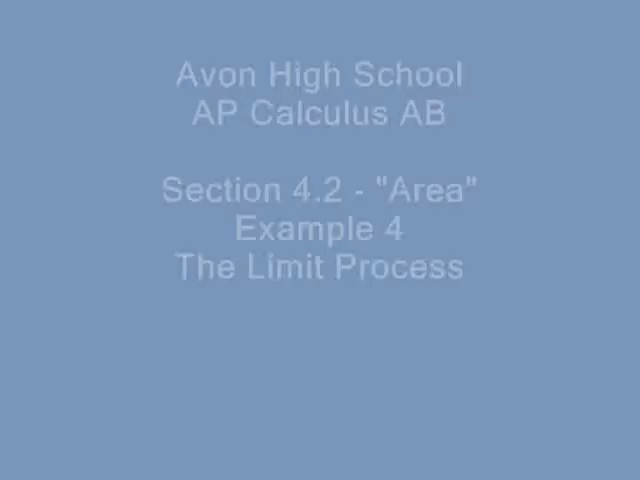 Avon High School
AP Calculus AB
Section 4.2 - "Area"
Example 4
The Limit Process